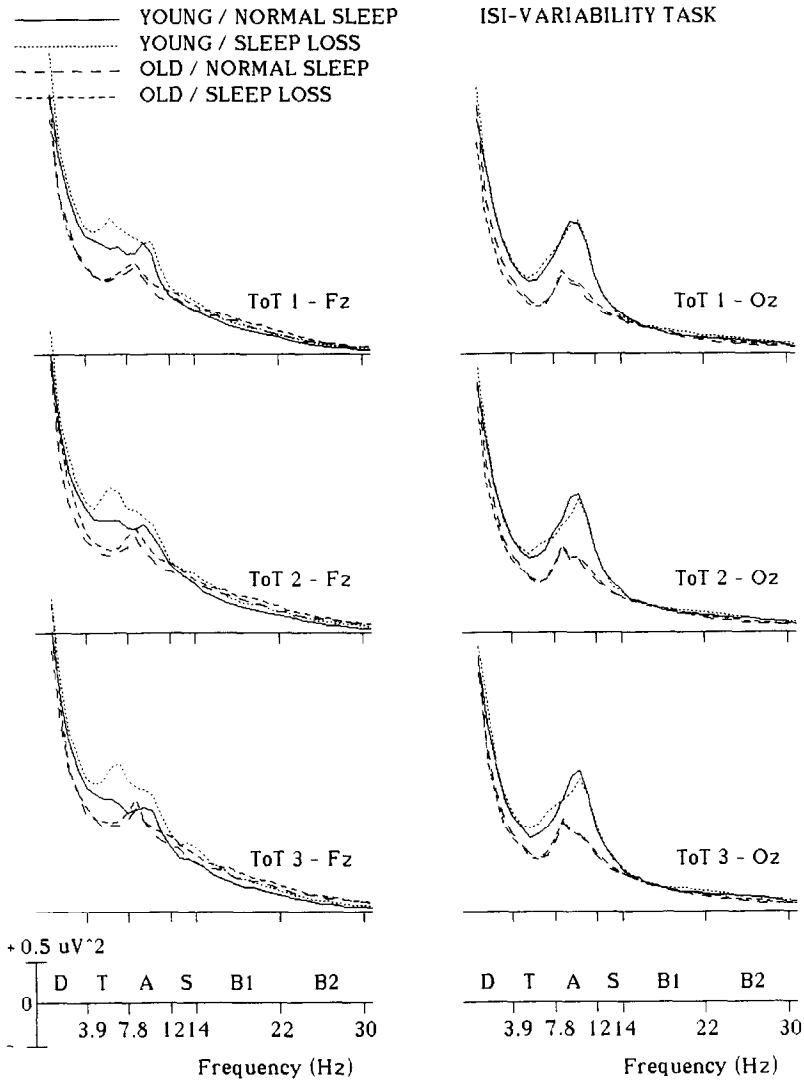 YOUNG / NORMAL SLEEP
YOUNG / SLEEP LOSS
OLD / NORMAL SLEEP
OLD / SLEEP LOSS
ISI-VARIABILITY TASK
ToT 1 - Fz
ToT 1 - Oz
ToT 2 - Fz
ToT 2 - Oz
ToT 3 - Fz
ToT 3 - Oz
+ 0.5 uV^2
0
-
D T A S B1 B2
3.9 7.8 12 14 22 30
Frequency (Hz)
D T A S B1 B2
3.9 7.8 12 14 22 30
Frequency (Hz)